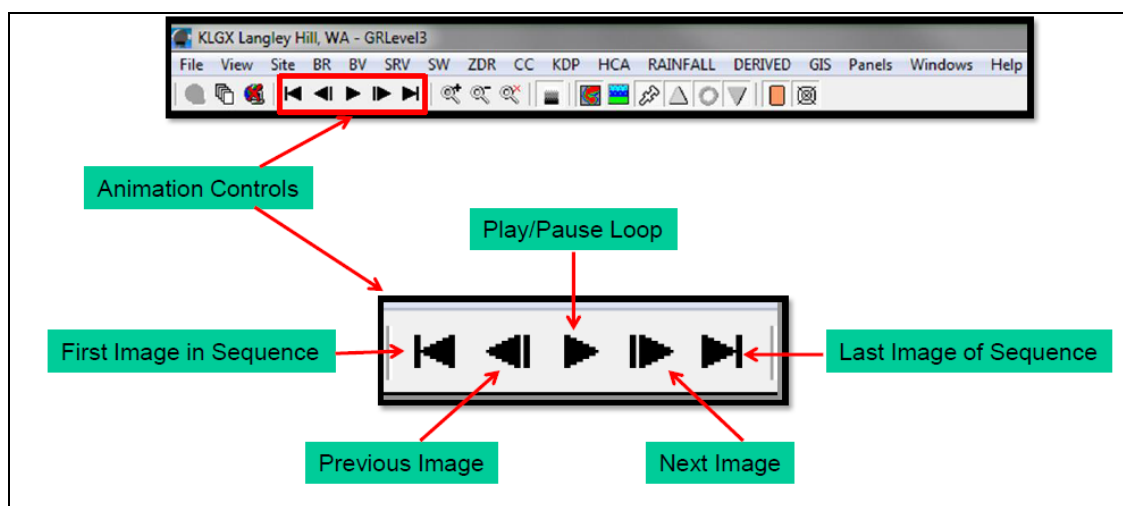 KLGX Langley Hill, WA - GRLevel3
File View Site BR BV SRV SW ZDR CC KDP HCA RAINFALL DERIVED GIS Panels Windows Help
Animation Controls
Play/Pause Loop
First Image in Sequence
Last Image of Sequence
Previous Image
Next Image